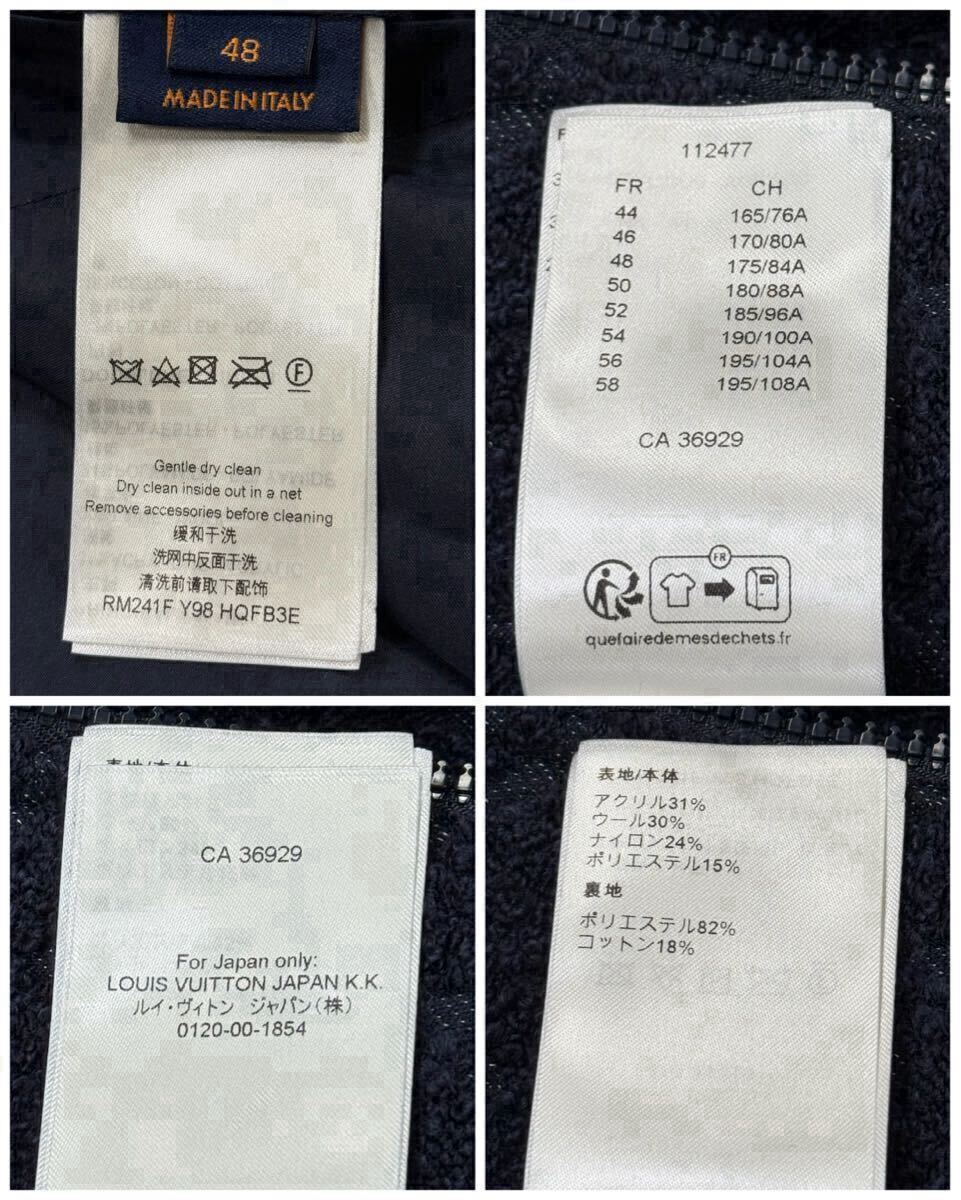 48
MADE IN ITALY
F
Gentle dry clean
Dry clean inside out in a net
Remove accessories before cleaning
缓和干洗
洗网中反面干洗
清洗前请取下配饰
RM241F Y98 HQFB3E
112477
FR CH
44 165/76A
46 170/80A
48 175/84A
50 180/88A
52 185/96A
54 190/100A
56 195/104A
58 195/108A
CA 36929
FR
quefairedemesdechets.fr
表地/本体
CA 36929
For Japan only:
LOUIS VUITTON JAPAN K.K.
ルイ・ヴィトン ジャパン(株)
0120-00-1854
表地/本体
アクリル31%
ウール30%
ナイロン24%
ポリエステル15%
裏地
ポリエステル82%
コットン18%